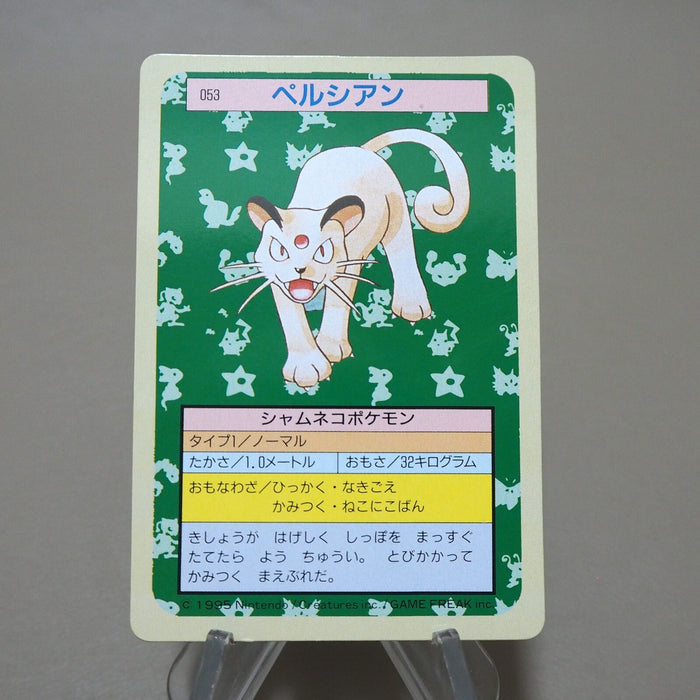 053 ペルシアン
シャムネコポケモン
タイプ1/ノーマル
たかさ/1.0メートル おもさ/32キログラム
おもなわざ/ひっかく・なきごえ
かみつく・ねこにこばん
きしょうが はげしく しっぽを まっすぐ
たてたら よう ちゅうい。 とびかかって
かみつく まえぶれだ。
© 1995 Nintendo / Creatures inc. / GAME FREAK inc.